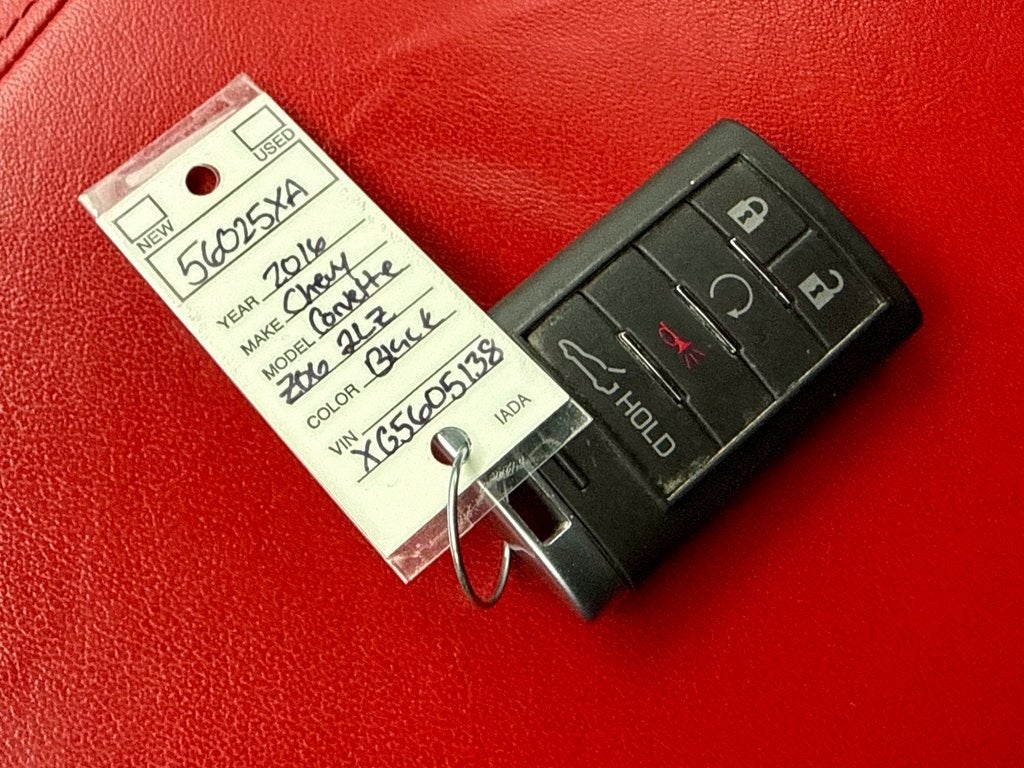 USED
NEW
56025XA
YEAR 2016
MAKE Chevy
MODEL Corvette
Z06 2LZ
COLOR Black
VIN
XG5605138
IADA
HOLD